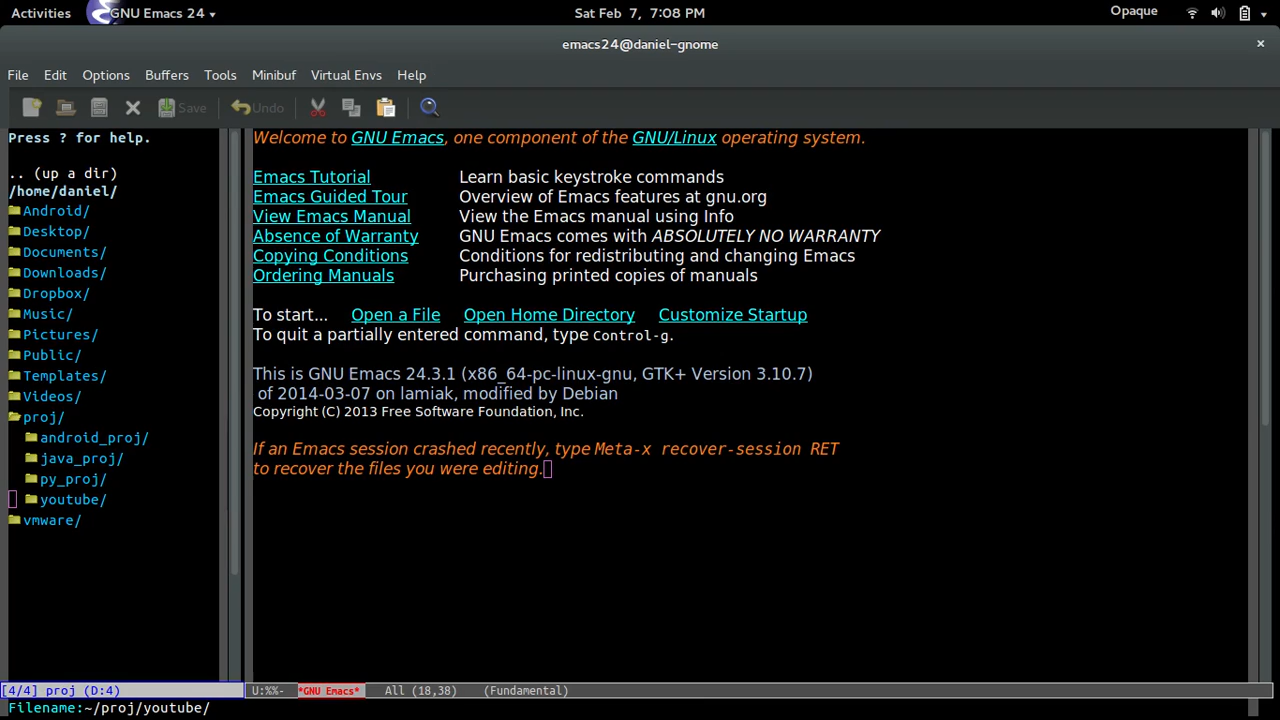 Activities GNU Emacs 24 Sat Feb 7, 7:08 PM Opaque
emacs24@daniel-gnome
File Edit Options Buffers Tools Minibuf Virtual Envs Help
Save Undo
Press ? for help.
.. (up a dir)
/home/daniel/
Android/
Desktop/
Documents/
Downloads/
Dropbox/
Music/
Pictures/
Public/
Templates/
Videos/
proj/
android_proj/
java_proj/
py_proj/
youtube/
vmware/
[4/4] proj (D:4)
Welcome to GNU Emacs, one component of the GNU/Linux operating system.
Emacs Tutorial Learn basic keystroke commands
Emacs Guided Tour Overview of Emacs features at gnu.org
View Emacs Manual View the Emacs manual using Info
Absence of Warranty GNU Emacs comes with ABSOLUTELY NO WARRANTY
Copying Conditions Conditions for redistributing and changing Emacs
Ordering Manuals Purchasing printed copies of manuals
To start... Open a File Open Home Directory Customize Startup
To quit a partially entered command, type control-g.
This is GNU Emacs 24.3.1 (x86_64-pc-linux-gnu, GTK+ Version 3.10.7)
of 2014-03-07 on lamiak, modified by Debian
Copyright (C) 2013 Free Software Foundation, Inc.
If an Emacs session crashed recently, type Meta-x recover-session RET
to recover the files you were editing.
U:%%- *GNU Emacs* All (18,38) (Fundamental)
Filename:~/proj/youtube/